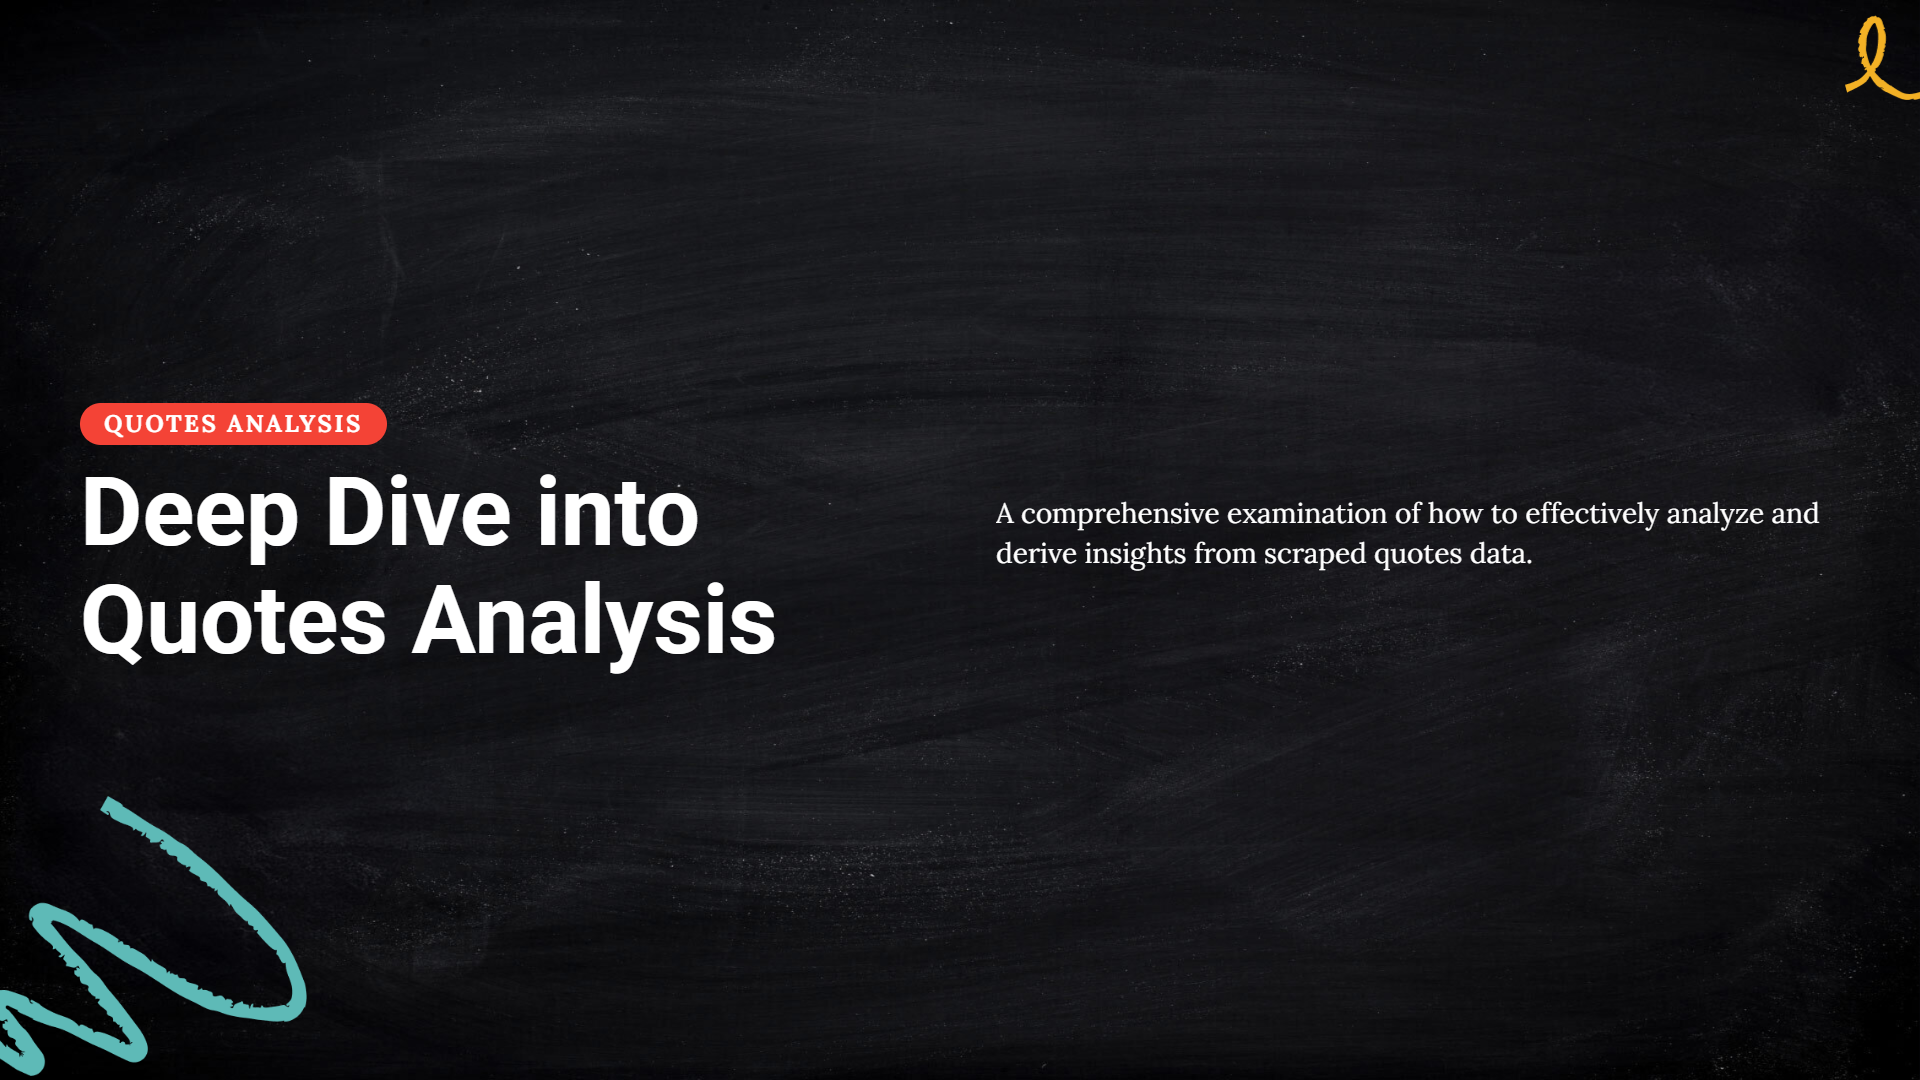 QUOTES ANALYSIS
Deep Dive into
Quotes Analysis
A comprehensive examination of how to effectively analyze and
derive insights from scraped quotes data.